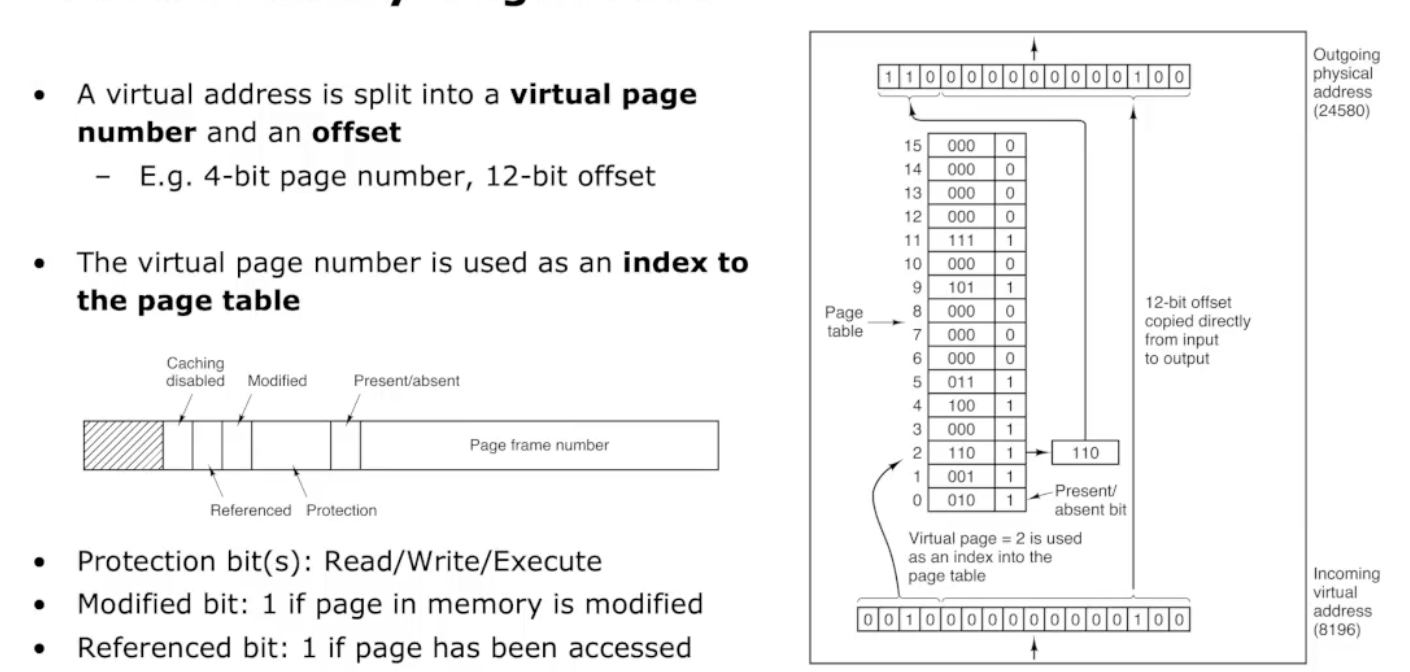 • A virtual address is split into a virtual page
number and an offset
– E.g. 4-bit page number, 12-bit offset
• The virtual page number is used as an index to
the page table
Caching
disabled
Modified
Present/absent
Page frame number
Referenced
Protection
• Protection bit(s): Read/Write/Execute
• Modified bit: 1 if page in memory is modified
• Referenced bit: 1 if page has been accessed
1 1 0 0 0 0 0 0 0 0 0 0 1 0 0
Outgoing
physical
address
(24580)
15 000 0
14 000 0
13 000 0
12 000 0
11 111 1
10 000 0
9 101 1
8 000 0
7 000 0
6 000 0
5 011 1
4 100 1
3 000 1
2 110 1
1 001 1
0 010 1
Page
table
110
Present/
absent bit
12-bit offset
copied directly
from input
to output
Virtual page = 2 is used
as an index into the
page table
0 0 1 0 0 0 0 0 0 0 0 0 0 1 0 0
Incoming
virtual
address
(8196)